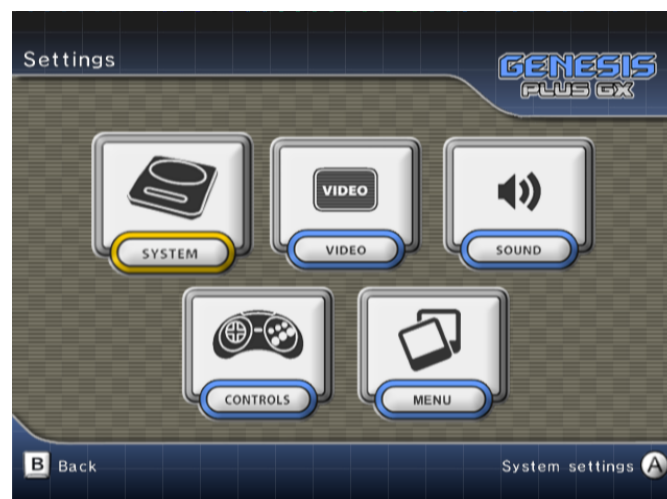 Settings
GENESIS
PLUS GX
VIDEO
SYSTEM
VIDEO
SOUND
CONTROLS
MENU
B Back
System settings A